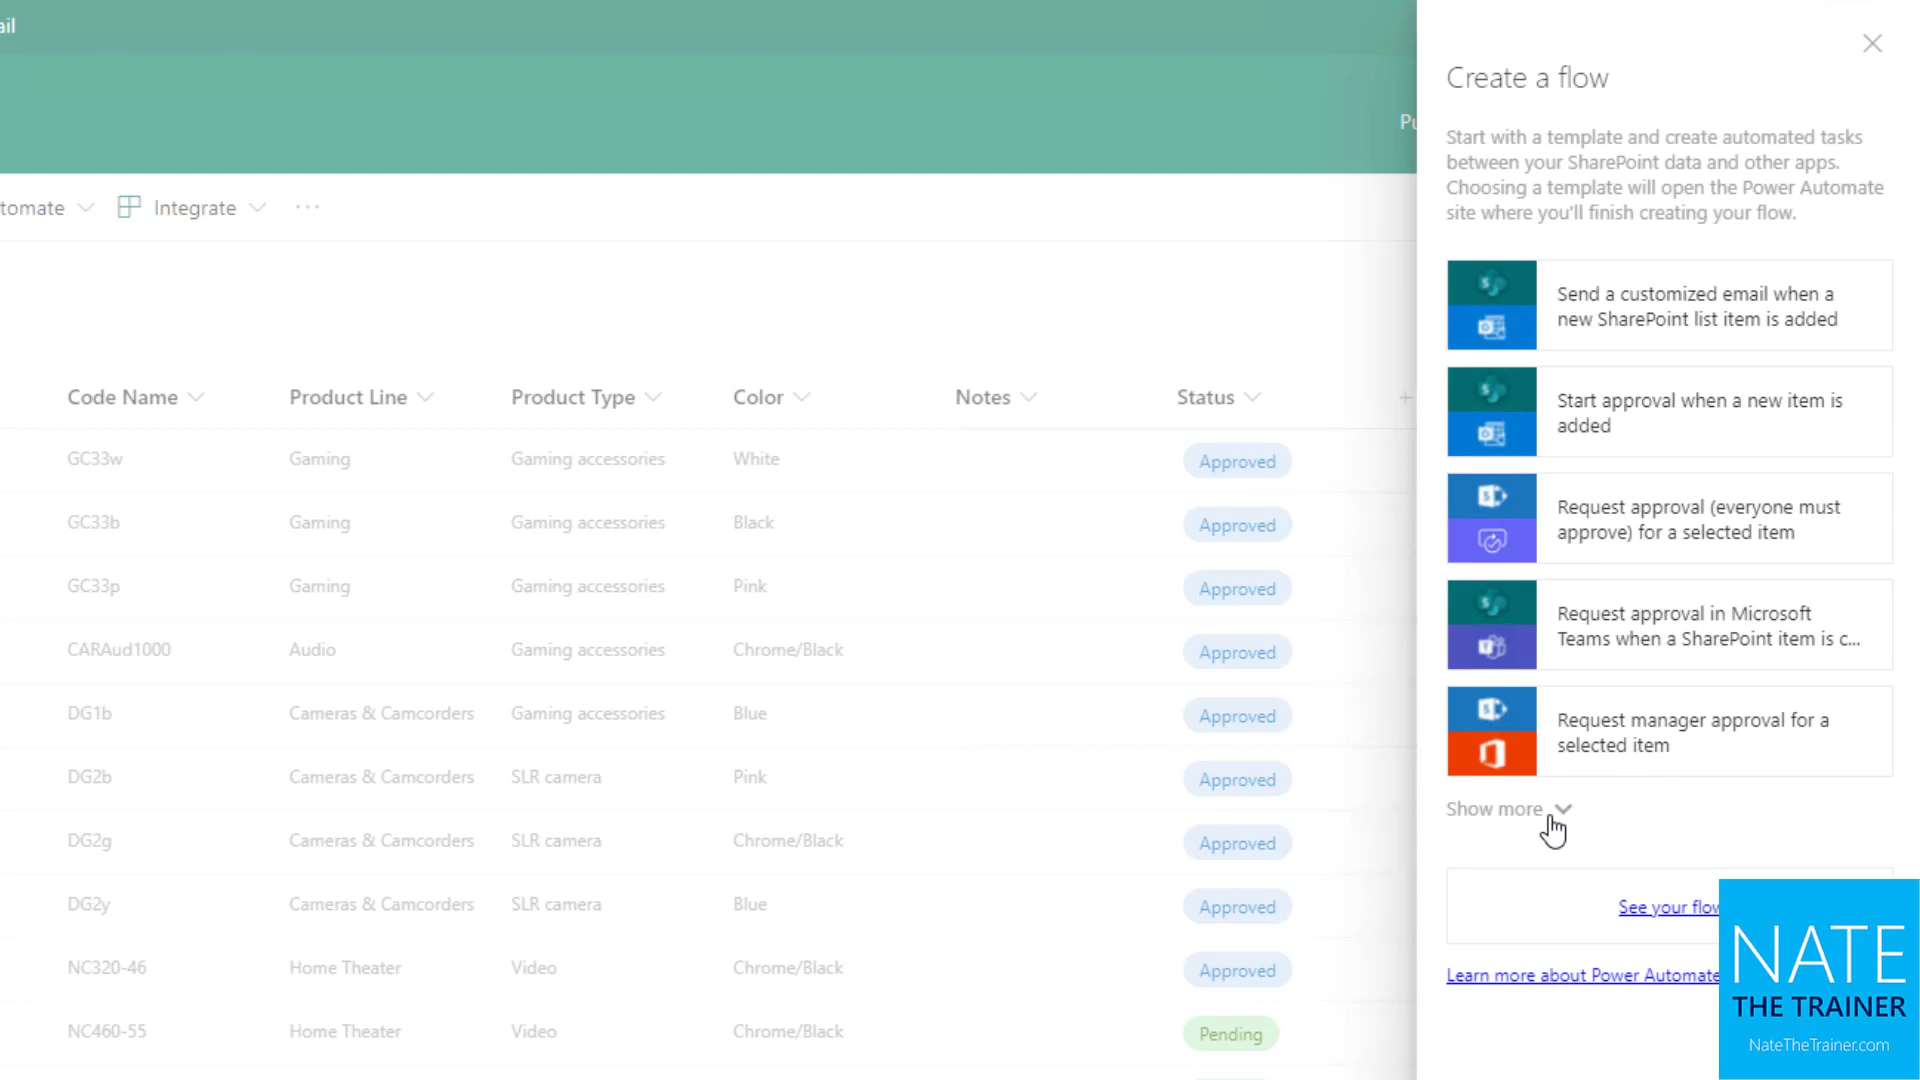 ail
Pu
tomate Integrate ...
Code Name Product Line Product Type Color Notes Status +
GC33w Gaming Gaming accessories White Approved
GC33b Gaming Gaming accessories Black Approved
GC33p Gaming Gaming accessories Pink Approved
CARAud1000 Audio Gaming accessories Chrome/Black Approved
DG1b Cameras & Camcorders Gaming accessories Blue Approved
DG2b Cameras & Camcorders SLR camera Pink Approved
DG2g Cameras & Camcorders SLR camera Chrome/Black Approved
DG2y Cameras & Camcorders SLR camera Blue Approved
NC320-46 Home Theater Video Chrome/Black Approved
NC460-55 Home Theater Video Chrome/Black Pending
Create a flow
Start with a template and create automated tasks
between your SharePoint data and other apps.
Choosing a template will open the Power Automate
site where you'll finish creating your flow.
Send a customized email when a
new SharePoint list item is added
Start approval when a new item is
added
Request approval (everyone must
approve) for a selected item
Request approval in Microsoft
Teams when a SharePoint item is c...
Request manager approval for a
selected item
Show more
See your flow
Learn more about Power Automate
NATE
THE TRAINER
NateTheTrainer.com